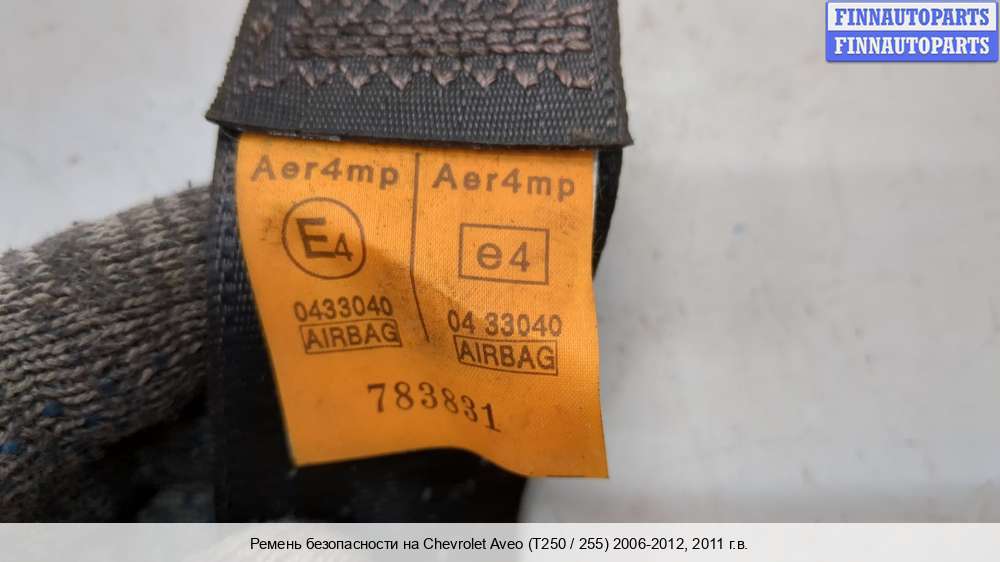 FINNAUTOPARTS
FINNAUTOPARTS
Aer4mp Aer4mp
E4 e4
0433040 04 33040
AIRBAG AIRBAG
783831
Ремень безопасности на Chevrolet Aveo (T250 / 255) 2006-2012, 2011 г.в.